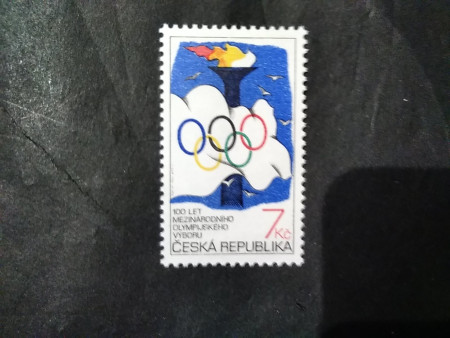 100 LET
MEZINÁRODNÍHO
OLYMPIJSKÉHO
VÝBORU
7 Kč
ČESKÁ REPUBLIKA